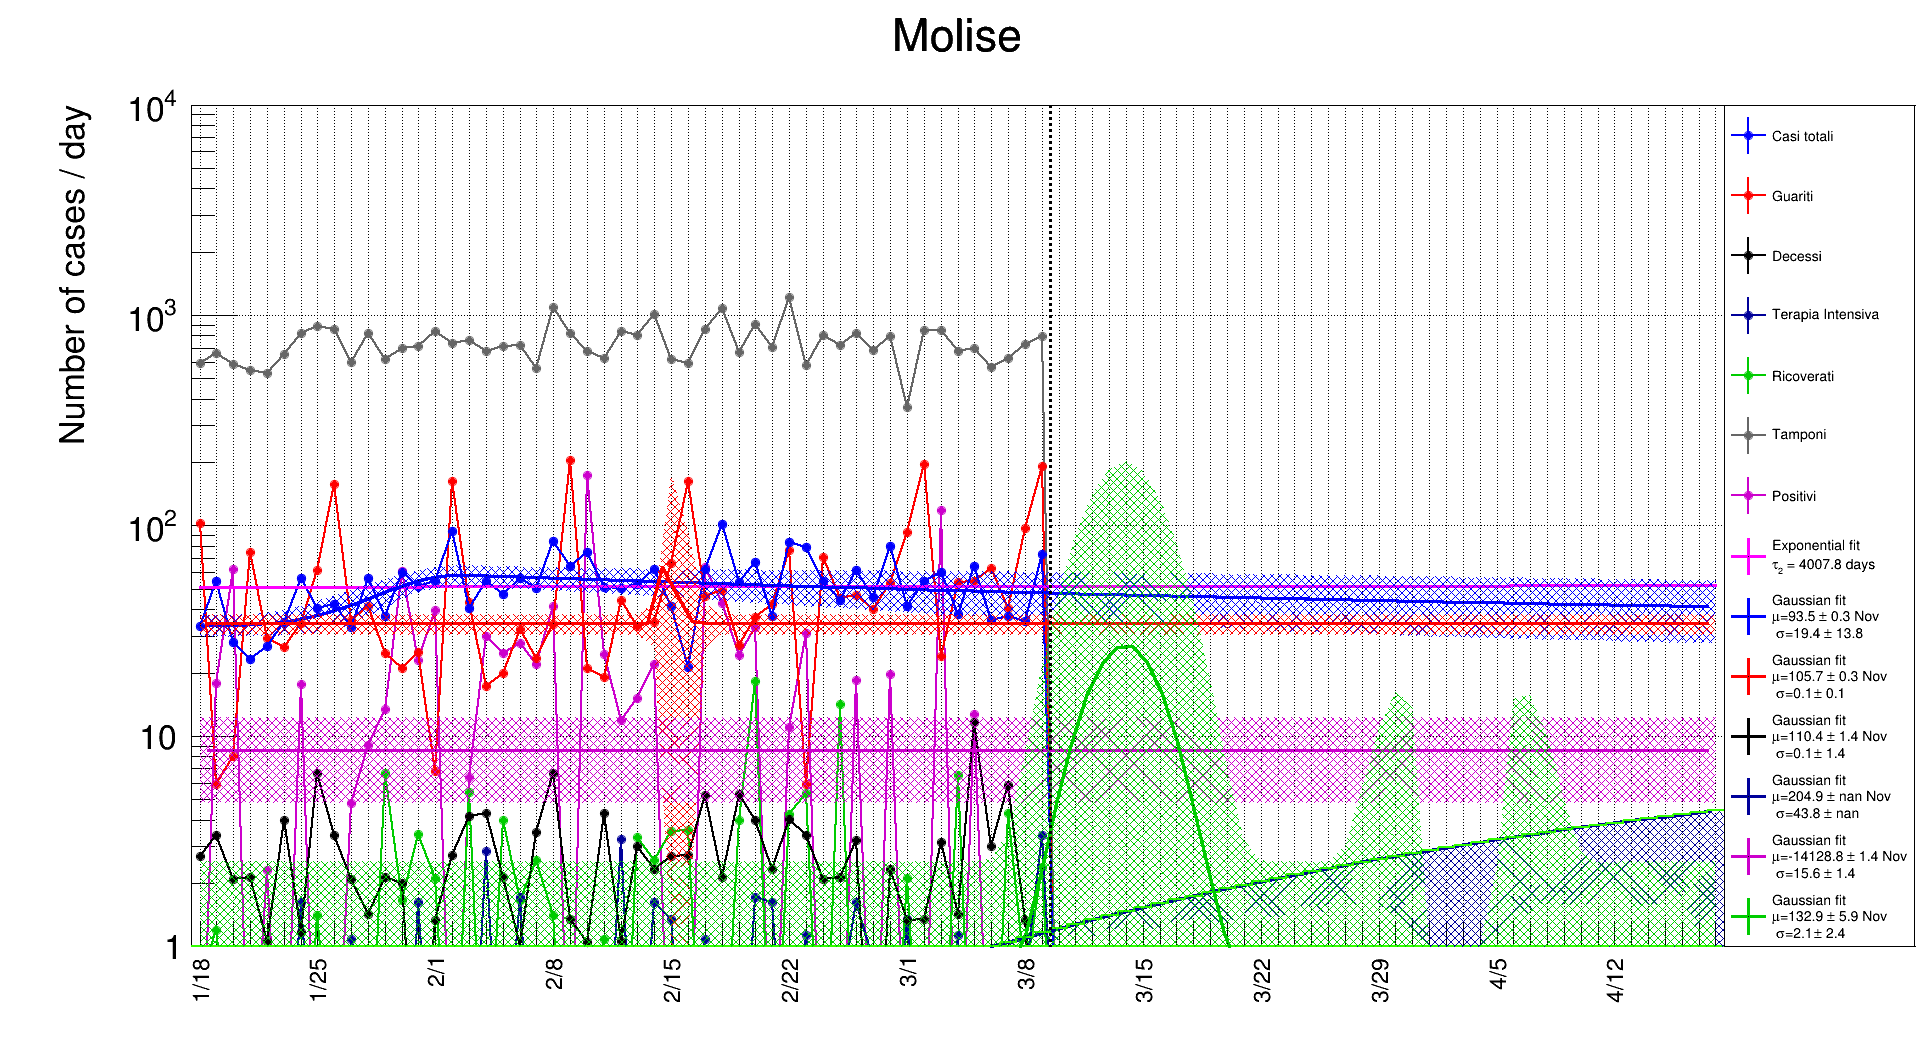 Molise
Number of cases / day
10^4
10^3
10^2
10
1
1/18
1/25
2/1
2/8
2/15
2/22
3/1
3/8
3/15
3/22
3/29
4/5
4/12
Casi totali
Guariti
Decessi
Terapia Intensiva
Ricoverati
Tamponi
Positivi
Exponential fit
τ₂ = 4007.8 days
Gaussian fit
μ=93.5 ± 0.3 Nov
σ=19.4 ± 13.8
Gaussian fit
μ=105.7 ± 0.3 Nov
σ=0.1 ± 0.1
Gaussian fit
μ=110.4 ± 1.4 Nov
σ=0.1 ± 1.4
Gaussian fit
μ=204.9 ± nan Nov
σ=43.8 ± nan
Gaussian fit
μ=-14128.8 ± 1.4 Nov
σ=15.6 ± 1.4
Gaussian fit
μ=132.9 ± 5.9 Nov
σ=2.1 ± 2.4